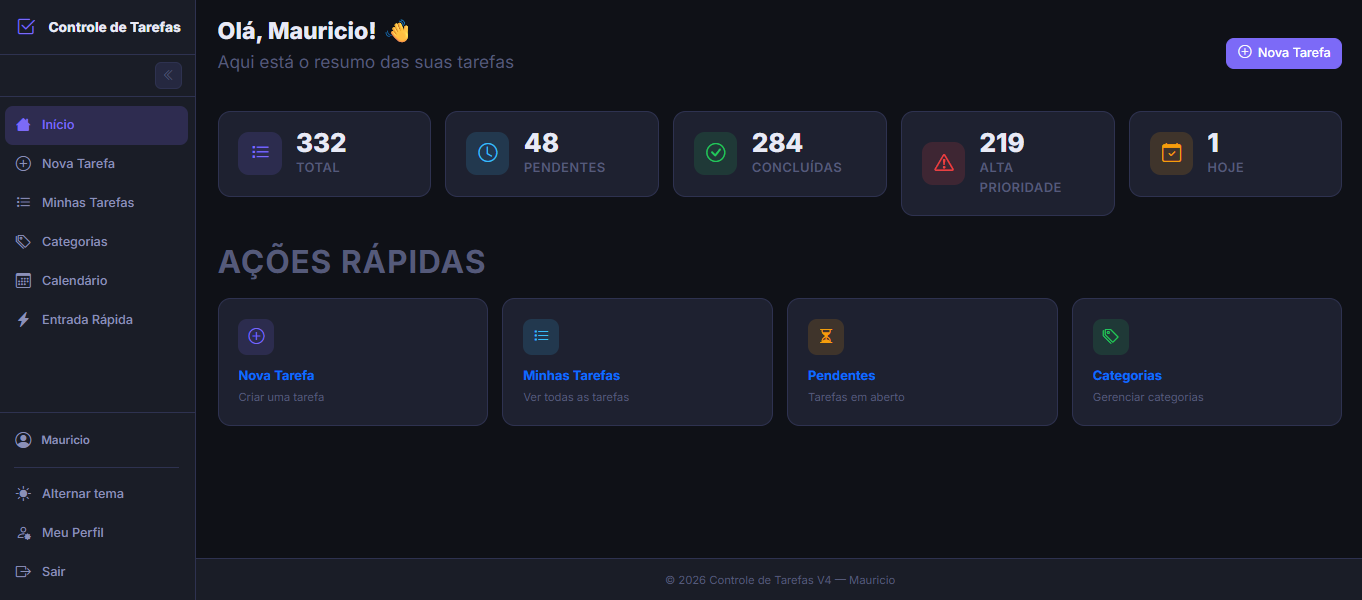 Controle de Tarefas
Início
Nova Tarefa
Minhas Tarefas
Categorias
Calendário
Entrada Rápida
Mauricio
Alternar tema
Meu Perfil
Sair
Olá, Mauricio! 👋
Aqui está o resumo das suas tarefas
Nova Tarefa
332
TOTAL
48
PENDENTES
284
CONCLUÍDAS
219
ALTA
PRIORIDADE
1
HOJE
AÇÕES RÁPIDAS
Nova Tarefa
Criar uma tarefa
Minhas Tarefas
Ver todas as tarefas
Pendentes
Tarefas em aberto
Categorias
Gerenciar categorias
© 2026 Controle de Tarefas V4 — Mauricio